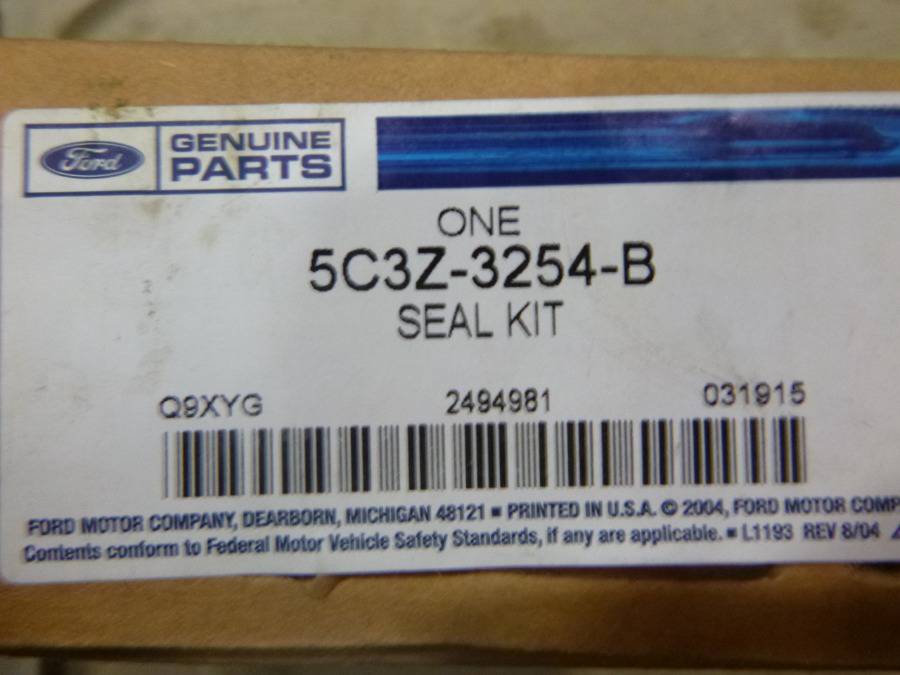 Ford GENUINE
PARTS
ONE
5C3Z-3254-B
SEAL KIT
Q9XYG 2494981 031915
FORD MOTOR COMPANY, DEARBORN, MICHIGAN 48121 ■ PRINTED IN U.S.A. © 2004, FORD MOTOR COMP
Contents conform to Federal Motor Vehicle Safety Standards, if any are applicable. ■ L1193 REV 8/04